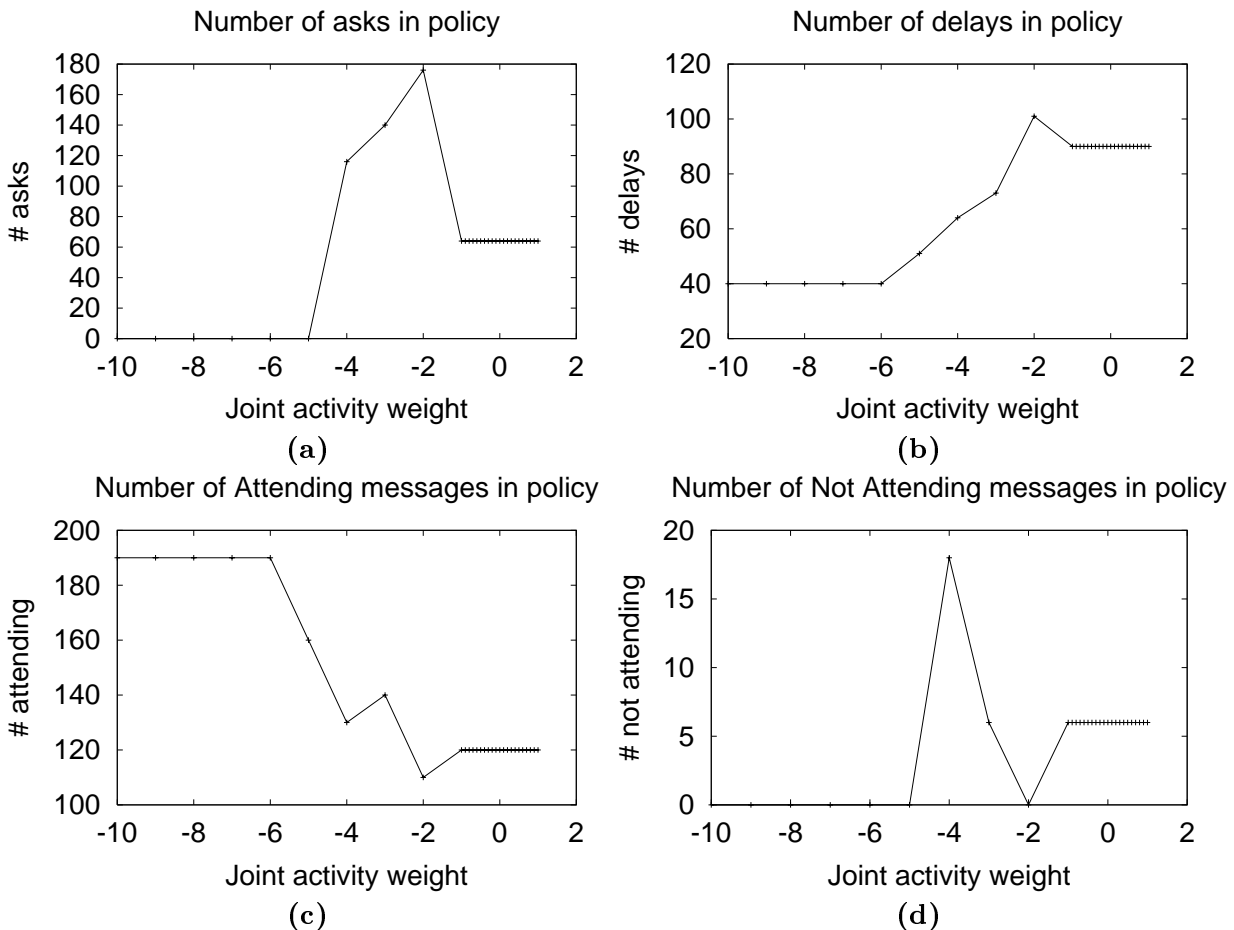 Number of asks in policy
180
160
140
120
100
80
60
40
20
0
# asks
-10 -8 -6 -4 -2 0 2
Joint activity weight
(a)
Number of delays in policy
120
100
80
60
40
20
# delays
-10 -8 -6 -4 -2 0 2
Joint activity weight
(b)
Number of Attending messages in policy
200
180
160
140
120
100
# attending
-10 -8 -6 -4 -2 0 2
Joint activity weight
(c)
Number of Not Attending messages in policy
20
15
10
5
0
# not attending
-10 -8 -6 -4 -2 0 2
Joint activity weight
(d)